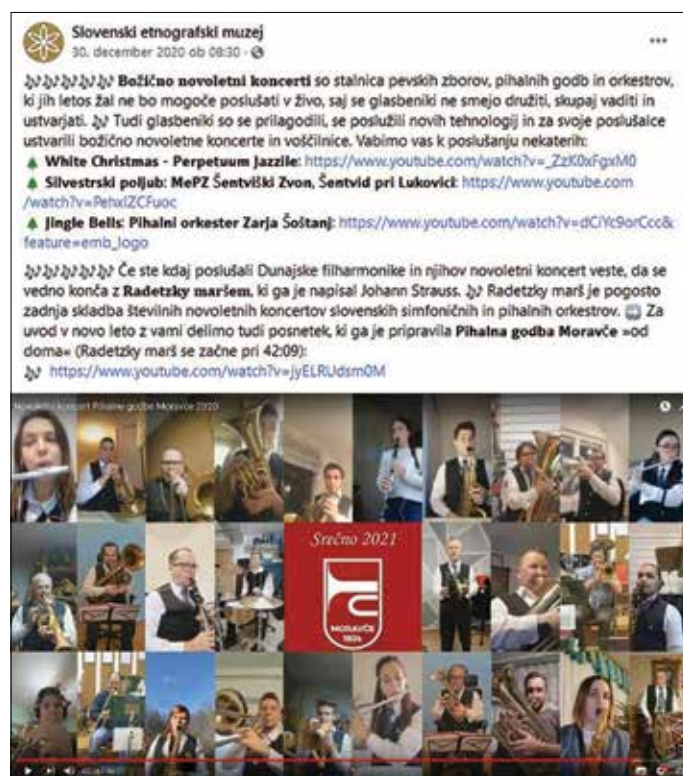 Slovenski etnografski muzej
30. december 2020 ob 08:30 ·
🎶🎶🎶🎶🎶 Božično novoletni koncerti so stalnica pevskih zborov, pihalnih godb in orkestrov,
ki jih letos žal ne bo mogoče poslušati v živo, saj se glasbeniki ne smejo družiti, skupaj vaditi in
ustvarjati. 🎶 Tudi glasbeniki so se prilagodili, se poslužili novih tehnologij in za svoje poslušalce
ustvarili božično novoletne koncerte in voščilnice. Vabimo vas k poslušanju nekaterih:
🌲 White Christmas - Perpetuum Jazzile: https://www.youtube.com/watch?v=_ZzK0xFgxM0
🌲 Silvestrski poljub: MePZ Šentviški Zvon, Šentvid pri Lukovici: https://www.youtube.com
/watch?v=PehxlZCFuoc
🌲 Jingle Bells: Pihalni orkester Zarja Šoštanj: https://www.youtube.com/watch?v=dCiYc9orCcc&
feature=emb_logo
🎶🎶🎶🎶🎶 Če ste kdaj poslušali Dunajske filharmonike in njihov novoletni koncert veste, da se
vedno konča z Radetzky maršem, ki ga je napisal Johann Strauss. 🎶 Radetzky marš je pogosto
zadnja skladba številnih novoletnih koncertov slovenskih simfoničnih in pihalnih orkestrov. ➡️ Za
uvod v novo leto z vami delimo tudi posnetek, ki ga je pripravila Pihalna godba Moravče »od
doma« (Radetzky marš se začne pri 42:09):
🎶 https://www.youtube.com/watch?v=jyELRUdsm0M
Novoletni koncert Pihalne godbe Moravče 2020
Srečno 2021
MORAVČE